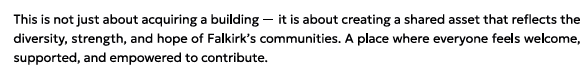 This is not just about acquiring a building — it is about creating a shared asset that reflects the
diversity, strength, and hope of Falkirk's communities. A place where everyone feels welcome,
supported, and empowered to contribute.